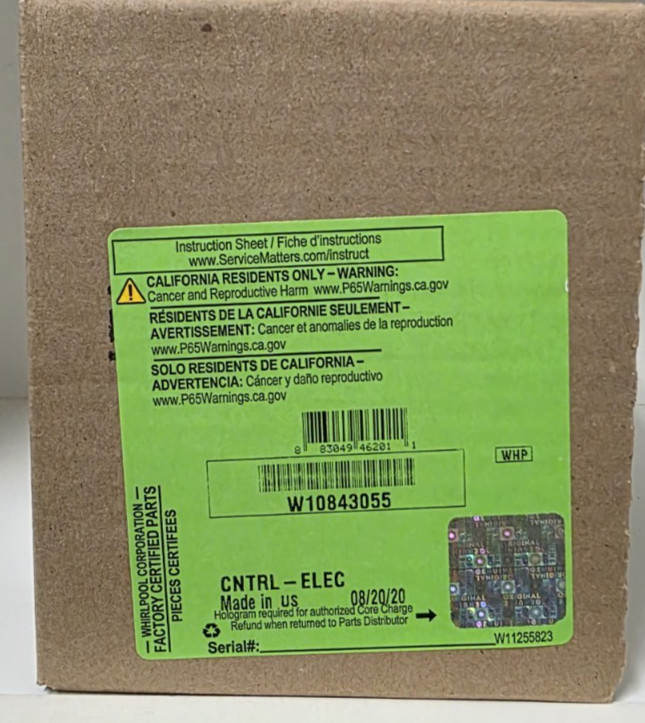 Instruction Sheet / Fiche d'instructions
www.ServiceMatters.com/instruct
CALIFORNIA RESIDENTS ONLY – WARNING:
Cancer and Reproductive Harm www.P65Warnings.ca.gov
RÉSIDENTS DE LA CALIFORNIE SEULEMENT –
AVERTISSEMENT: Cancer et anomalies de la reproduction
www.P65Warnings.ca.gov
SOLO RESIDENTS DE CALIFORNIA –
ADVERTENCIA: Cáncer y daño reproductivo
www.P65Warnings.ca.gov
8 83049 46201 1
WHP
W10843055
— WHIRLPOOL CORPORATION —
FACTORY CERTIFIED PARTS
PIECES CERTIFEES
CNTRL – ELEC
Made in US 08/20/20
Hologram required for authorized Core Charge
Refund when returned to Parts Distributor
Serial#:
W11255823